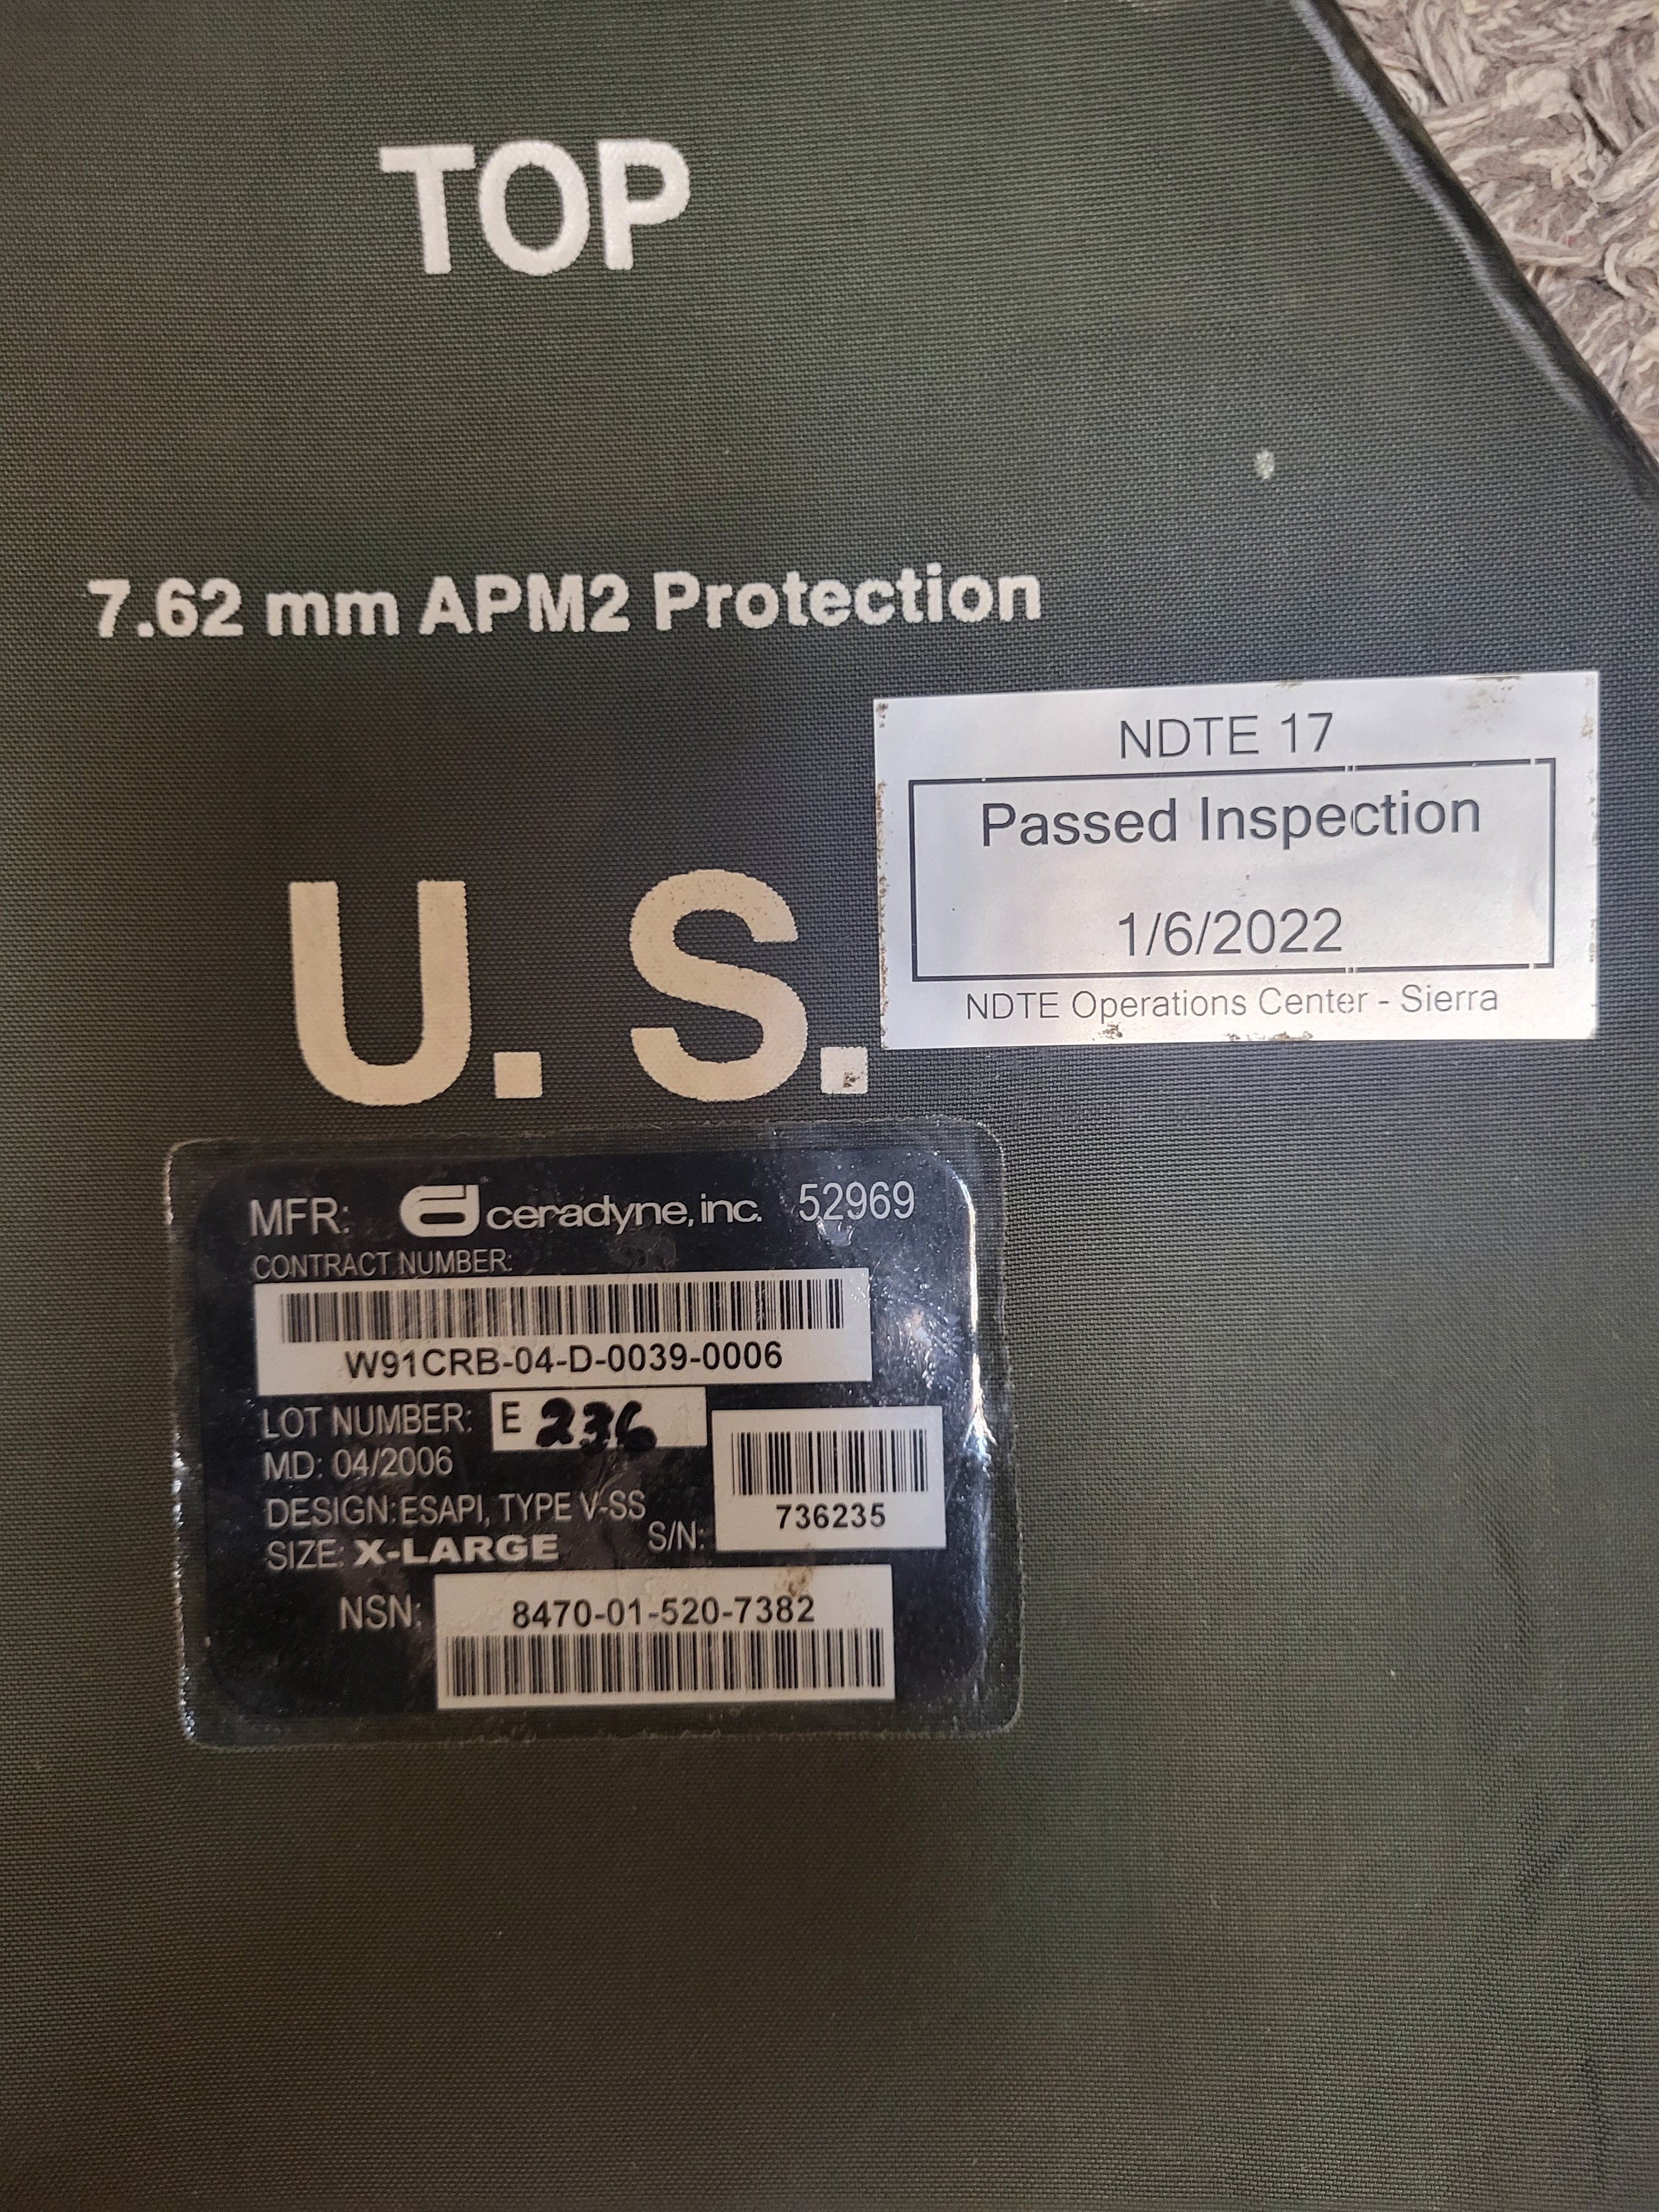 TOP
7.62 mm APM2 Protection
NDTE 17
Passed Inspection
1/6/2022
NDTE Operations Center - Sierra
U. S.
MFR: ceradyne, inc. 52969
CONTRACT NUMBER:
W91CRB-04-D-0039-0006
LOT NUMBER: E 236
MD: 04/2006
DESIGN: ESAPI, TYPE V-SS
SIZE: X-LARGE
S/N: 736235
NSN: 8470-01-520-7382